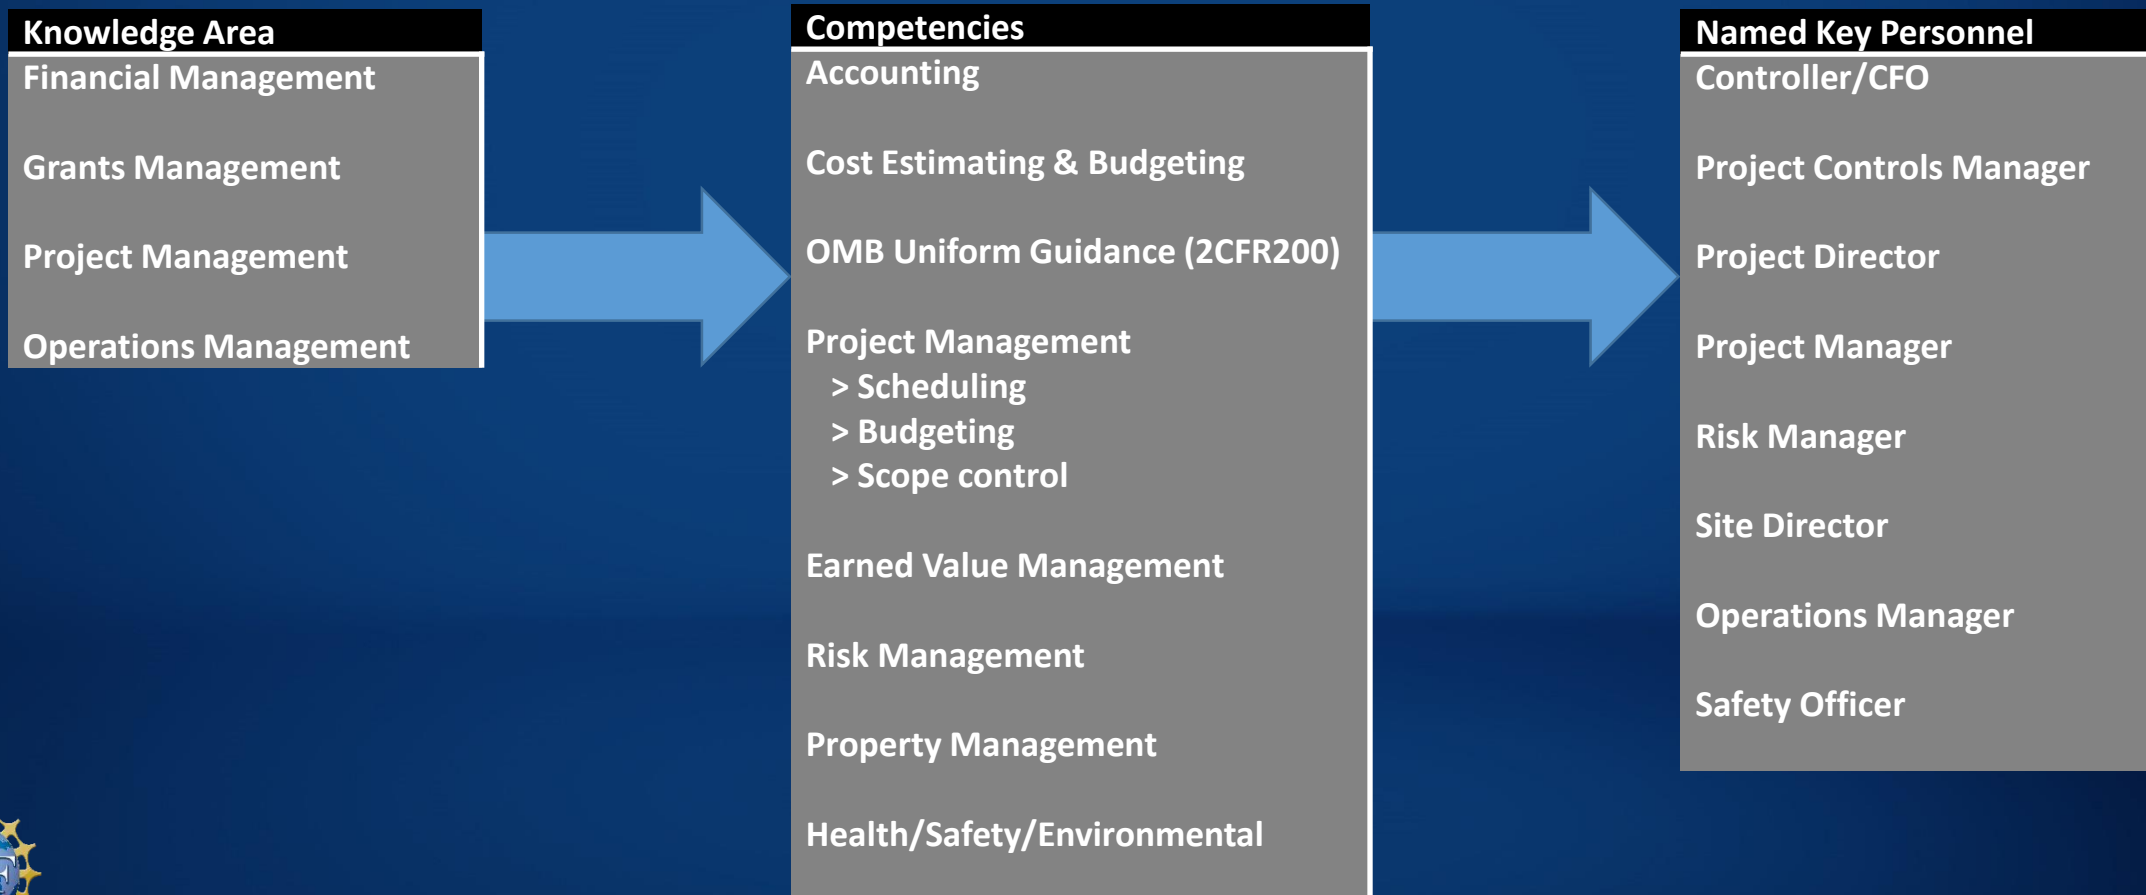 Knowledge Area
Financial Management
Grants Management
Project Management
Operations Management
Competencies
Accounting
Cost Estimating & Budgeting
OMB Uniform Guidance (2CFR200)
Project Management
> Scheduling
> Budgeting
> Scope control
Earned Value Management
Risk Management
Property Management
Health/Safety/Environmental
Named Key Personnel
Controller/CFO
Project Controls Manager
Project Director
Project Manager
Risk Manager
Site Director
Operations Manager
Safety Officer
F